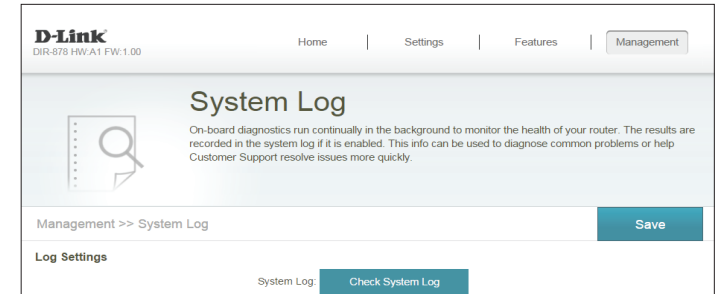 D-Link
DIR-878 HW:A1 FW:1.00
Home
Settings
Features
Management
System Log
On-board diagnostics run continually in the background to monitor the health of your router. The results are
recorded in the system log if it is enabled. This info can be used to diagnose common problems or help
Customer Support resolve issues more quickly.
Management >> System Log
Save
Log Settings
System Log:
Check System Log